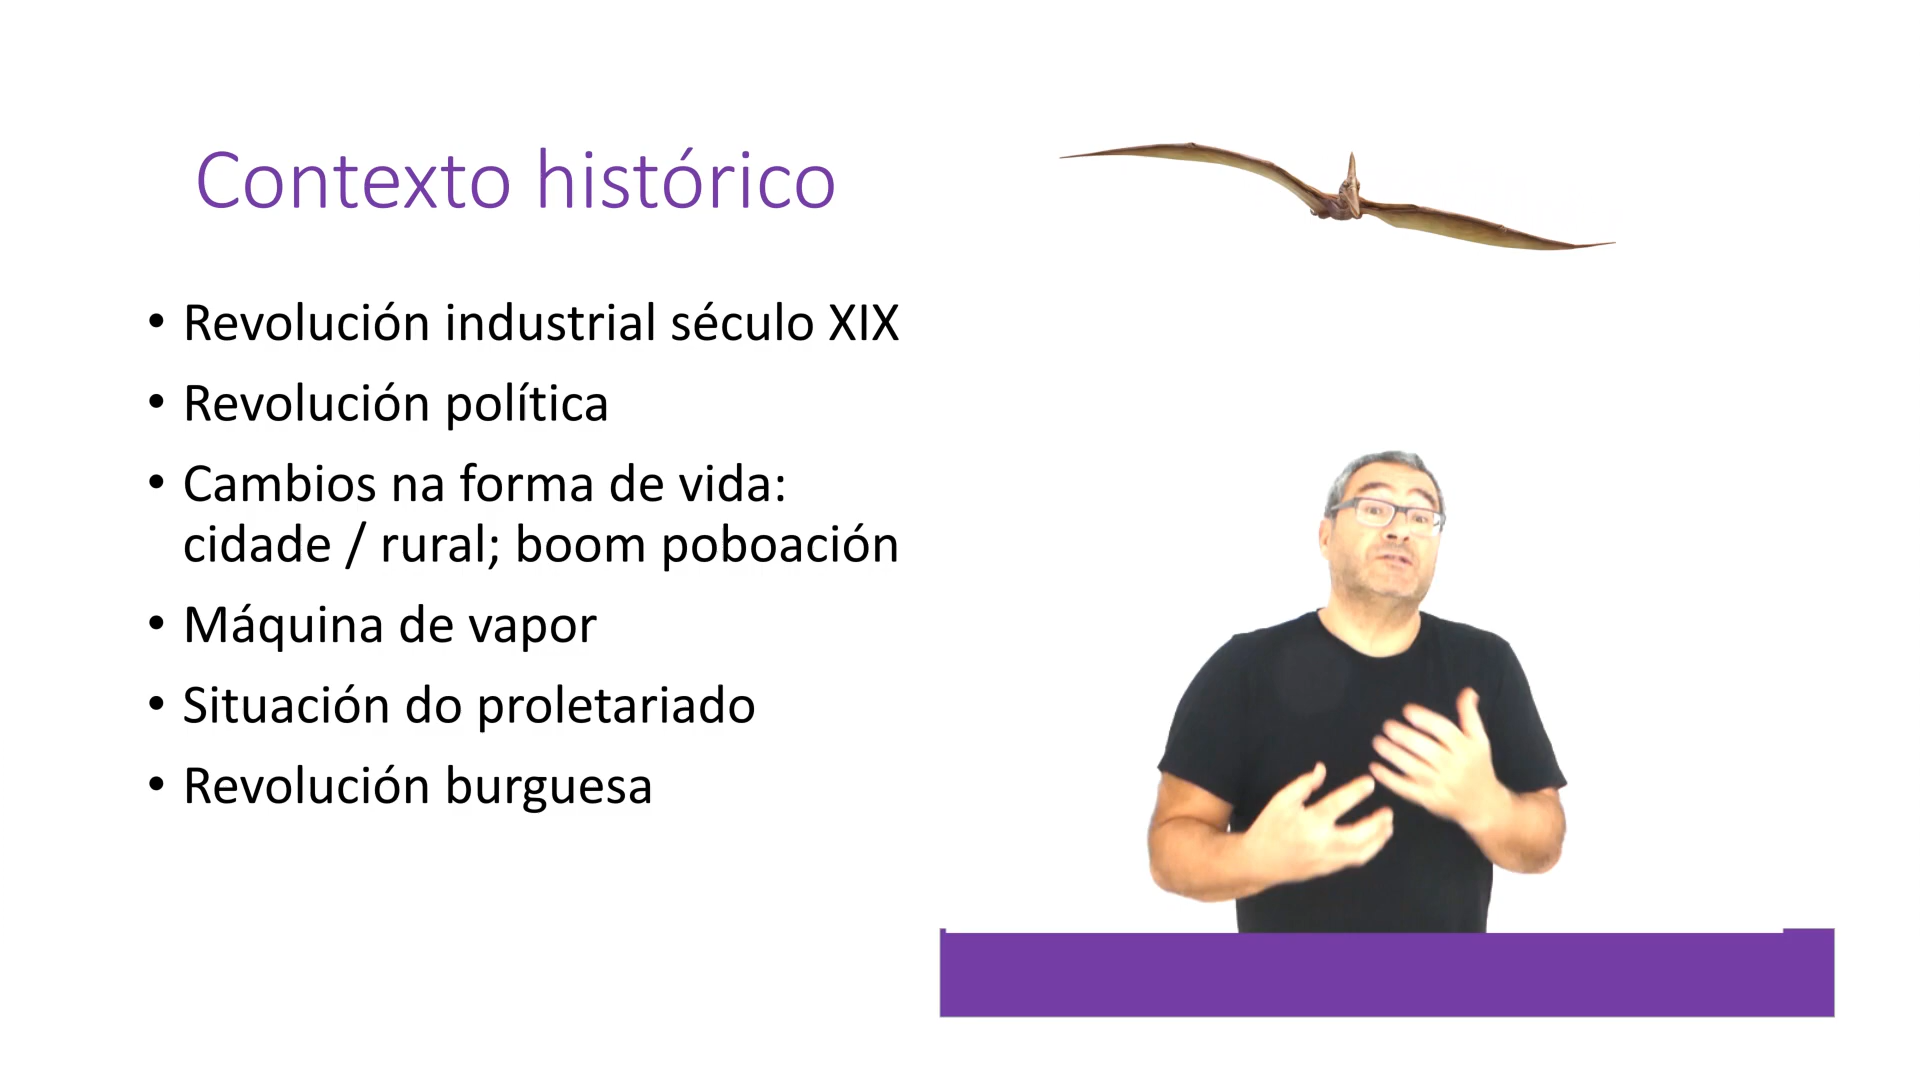 Contexto histórico
• Revolución industrial século XIX
• Revolución política
• Cambios na forma de vida:
cidade / rural; boom poboación
• Máquina de vapor
• Situación do proletariado
• Revolución burguesa